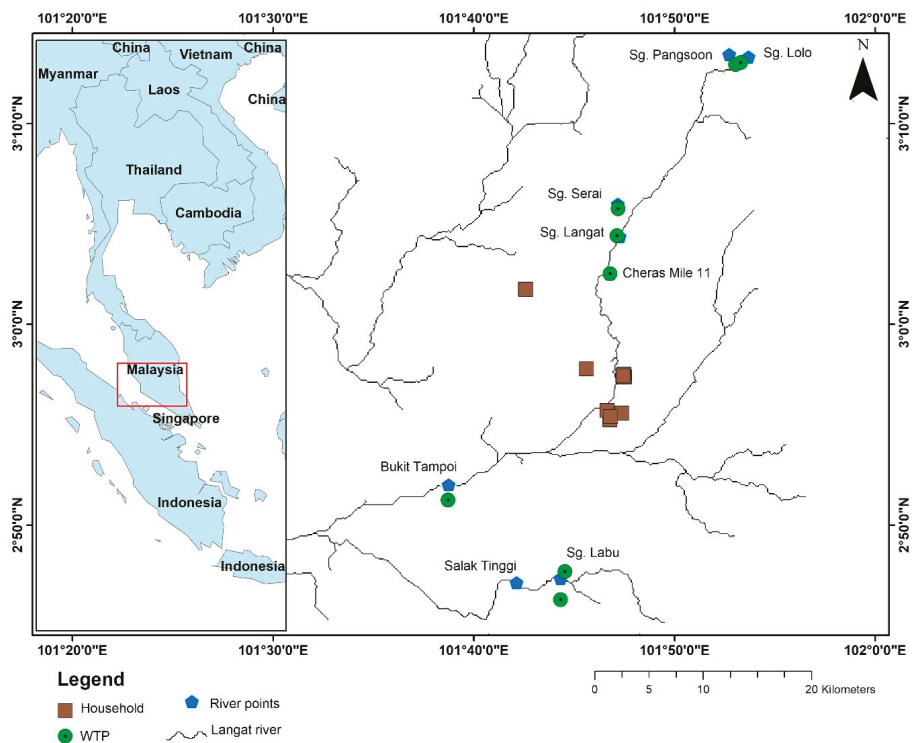 101°20'0"E 101°30'0"E 101°40'0"E 101°50'0"E 102°0'0"E
China
Vietnam
China
Myanmar
Laos
China
Thailand
Cambodia
Malaysia
Singapore
Indonesia
Indonesia
Sg. Pangsoon
Sg. Lolo
N
Sg. Serai
Sg. Langat
Cheras Mile 11
Bukit Tampoi
Salak Tinggi
Sg. Labu
3°10'0"N
3°0'0"N
2°50'0"N
3°10'0"N
3°0'0"N
2°50'0"N
101°20'0"E 101°30'0"E 101°40'0"E 101°50'0"E 102°0'0"E
Legend
Household
River points
WTP
Langat river
0 5 10 20 Kilometers